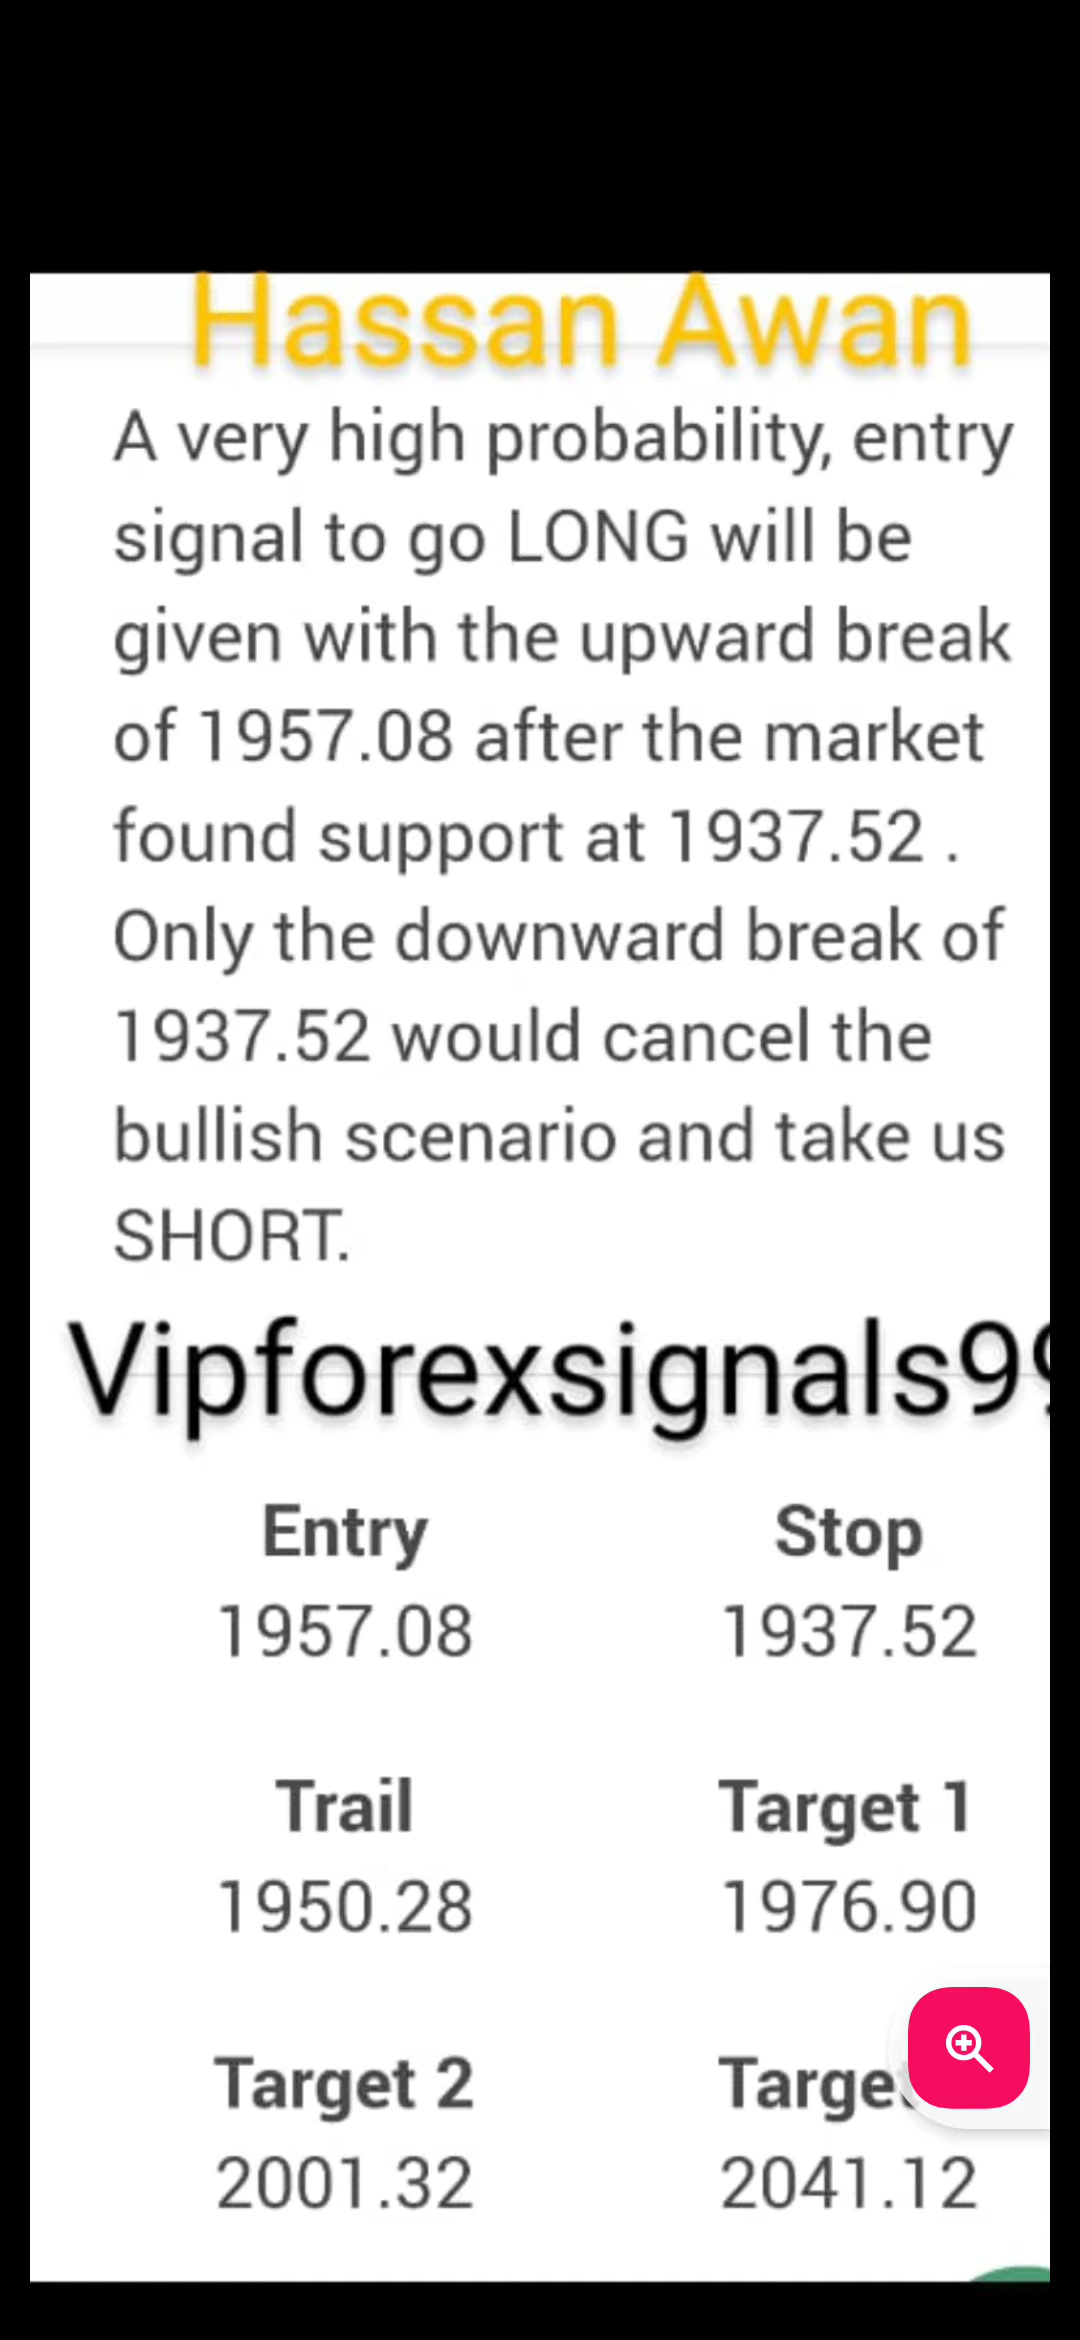 Hassan Awan
A very high probability, entry
signal to go LONG will be
given with the upward break
of 1957.08 after the market
found support at 1937.52 .
Only the downward break of
1937.52 would cancel the
bullish scenario and take us
SHORT.
Vipforexsignals9
Entry Stop
1957.08 1937.52
Trail Target 1
1950.28 1976.90
Target 2
2001.32 2041.12